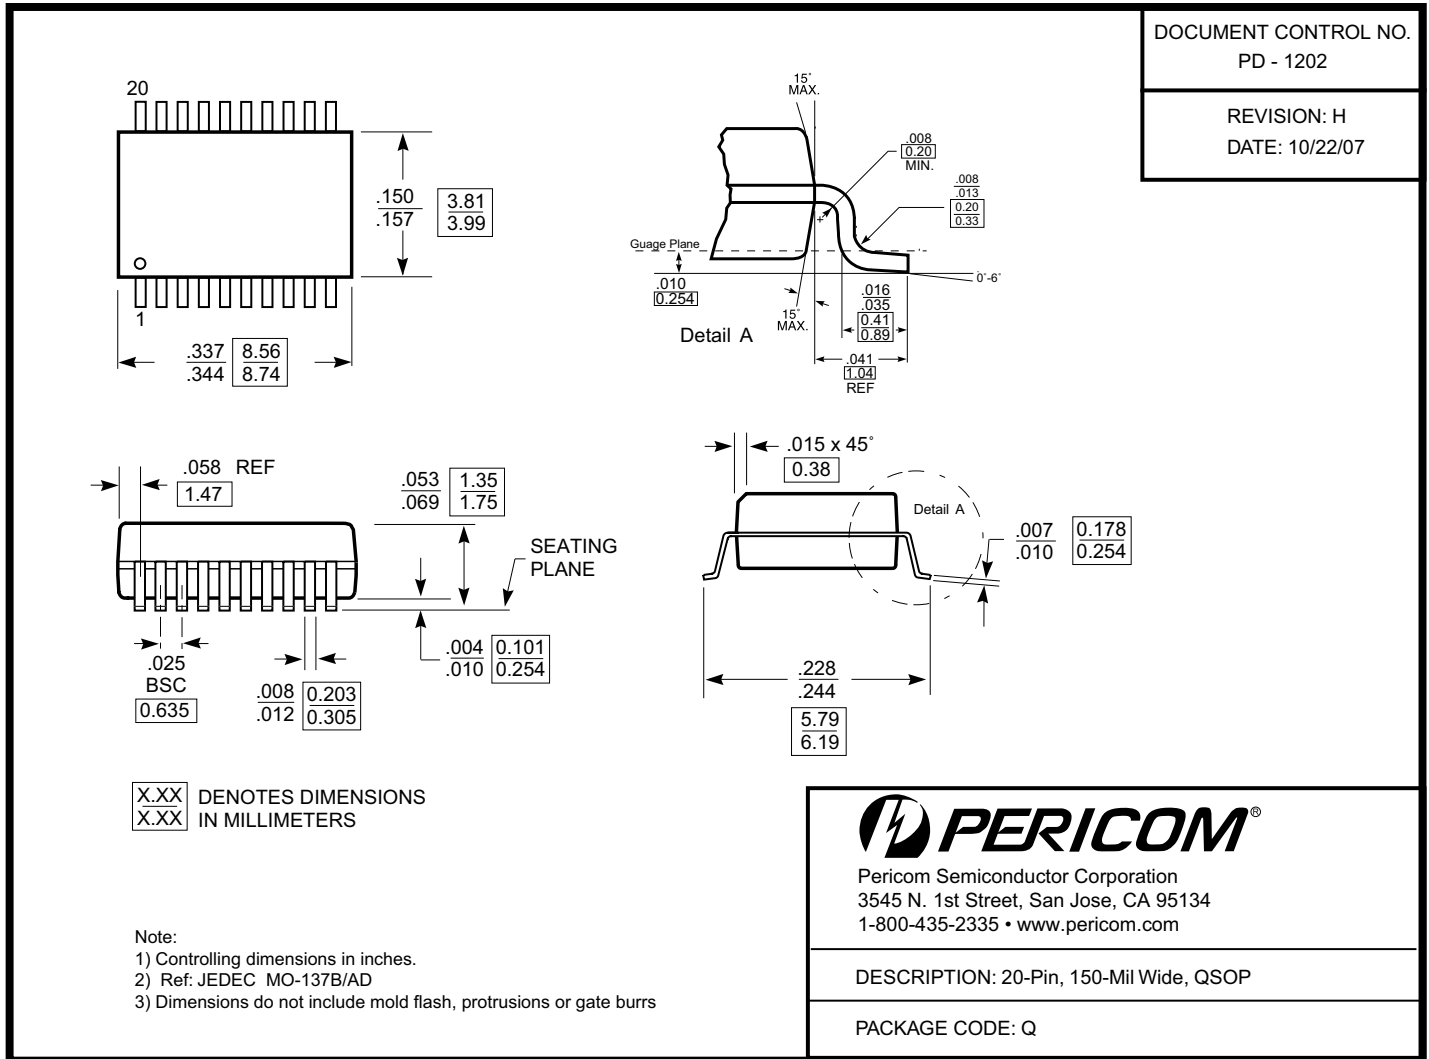 DOCUMENT CONTROL NO.
PD - 1202
REVISION: H
DATE: 10/22/07
20
1
.150
.157
3.81
3.99
.337
.344
8.56
8.74
15°
MAX.
.008
0.20
MIN.
.008
.013
0.20
0.33
Guage Plane
.010
0.254
0°-6°
15°
MAX.
.016
.035
0.41
0.89
Detail A
.041
1.04
REF
.058 REF
1.47
.053
.069
1.35
1.75
SEATING
PLANE
.004
.010
0.101
0.254
.025
BSC
0.635
.008
.012
0.203
0.305
.015 x 45°
0.38
Detail A
.007
.010
0.178
0.254
.228
.244
5.79
6.19
X.XX
X.XX
DENOTES DIMENSIONS
IN MILLIMETERS
Note:
1) Controlling dimensions in inches.
2) Ref: JEDEC MO-137B/AD
3) Dimensions do not include mold flash, protrusions or gate burrs
PERICOM®
Pericom Semiconductor Corporation
3545 N. 1st Street, San Jose, CA 95134
1-800-435-2335 • www.pericom.com
DESCRIPTION: 20-Pin, 150-Mil Wide, QSOP
PACKAGE CODE: Q